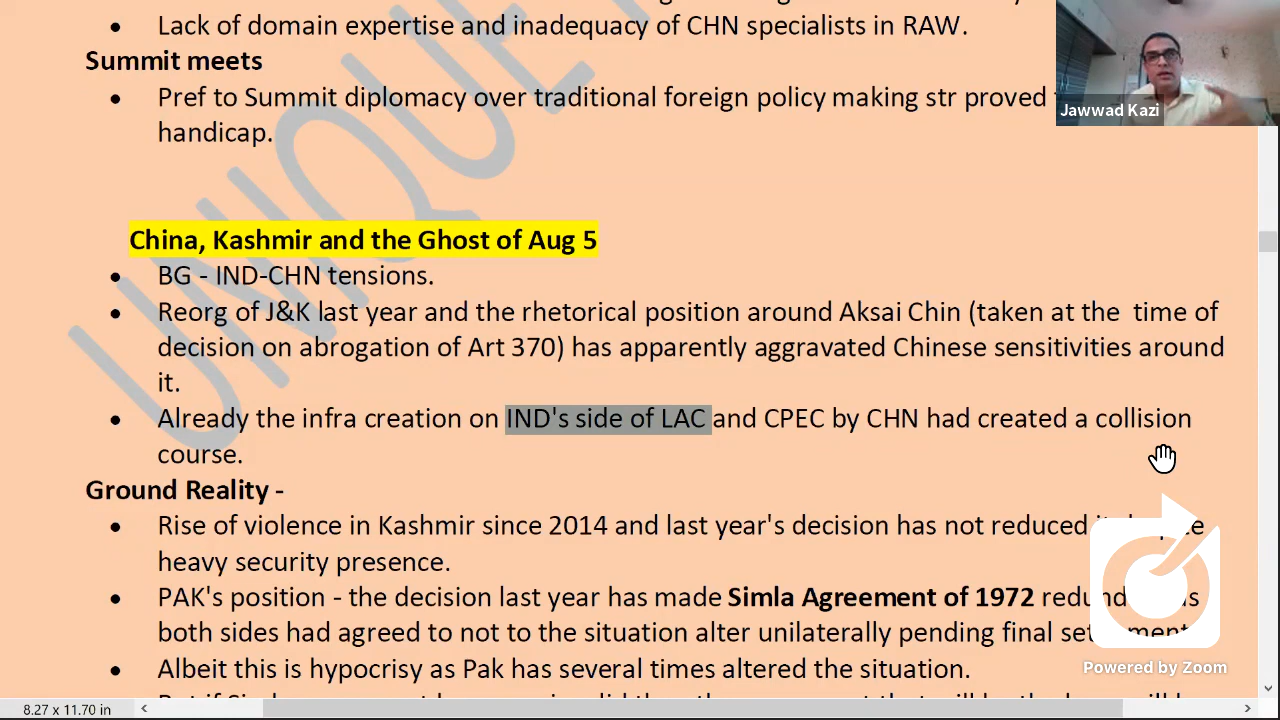 Lack of domain expertise and inadequacy of CHN specialists in RAW.
Summit meets
Pref to Summit diplomacy over traditional foreign policy making str proved
handicap.
Jawwad Kazi
UNIQUE
China, Kashmir and the Ghost of Aug 5
BG - IND-CHN tensions.
Reorg of J&K last year and the rhetorical position around Aksai Chin (taken at the time of
decision on abrogation of Art 370) has apparently aggravated Chinese sensitivities around
it.
Already the infra creation on IND's side of LAC and CPEC by CHN had created a collision
course.
Ground Reality -
Rise of violence in Kashmir since 2014 and last year's decision has not reduced
heavy security presence.
PAK's position - the decision last year has made Simla Agreement of 1972
both sides had agreed to not to the situation alter unilaterally pending final
Albeit this is hypocrisy as Pak has several times altered the situation.
Powered by Zoom
8.27 x 11.70 in